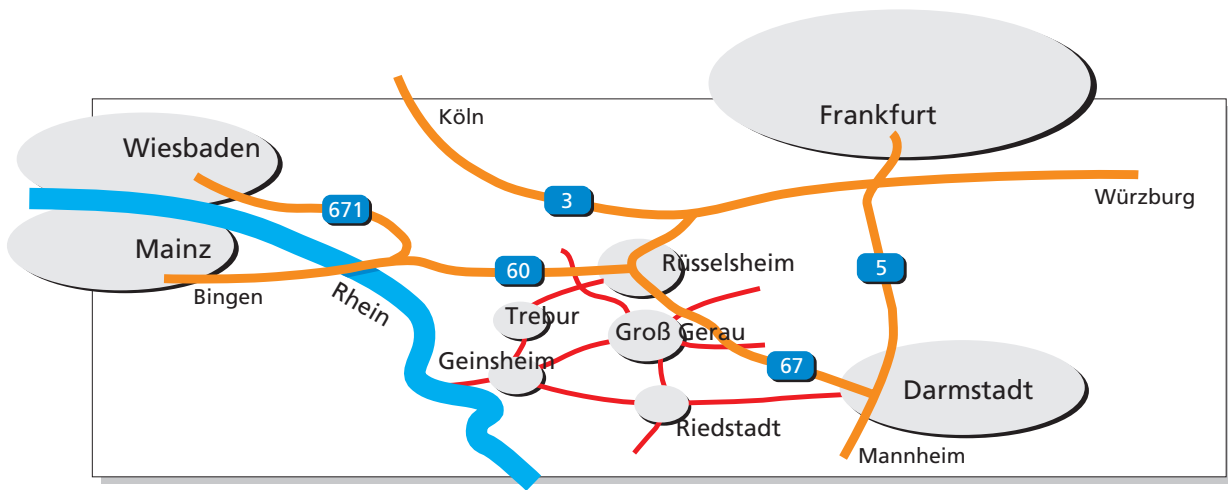 Frankfurt
Köln
Wiesbaden
Würzburg
671
3
Mainz
Rüsselsheim
60
5
Bingen
Rhein
Trebur
Groß Gerau
Geinsheim
67
Darmstadt
Riedstadt
Mannheim